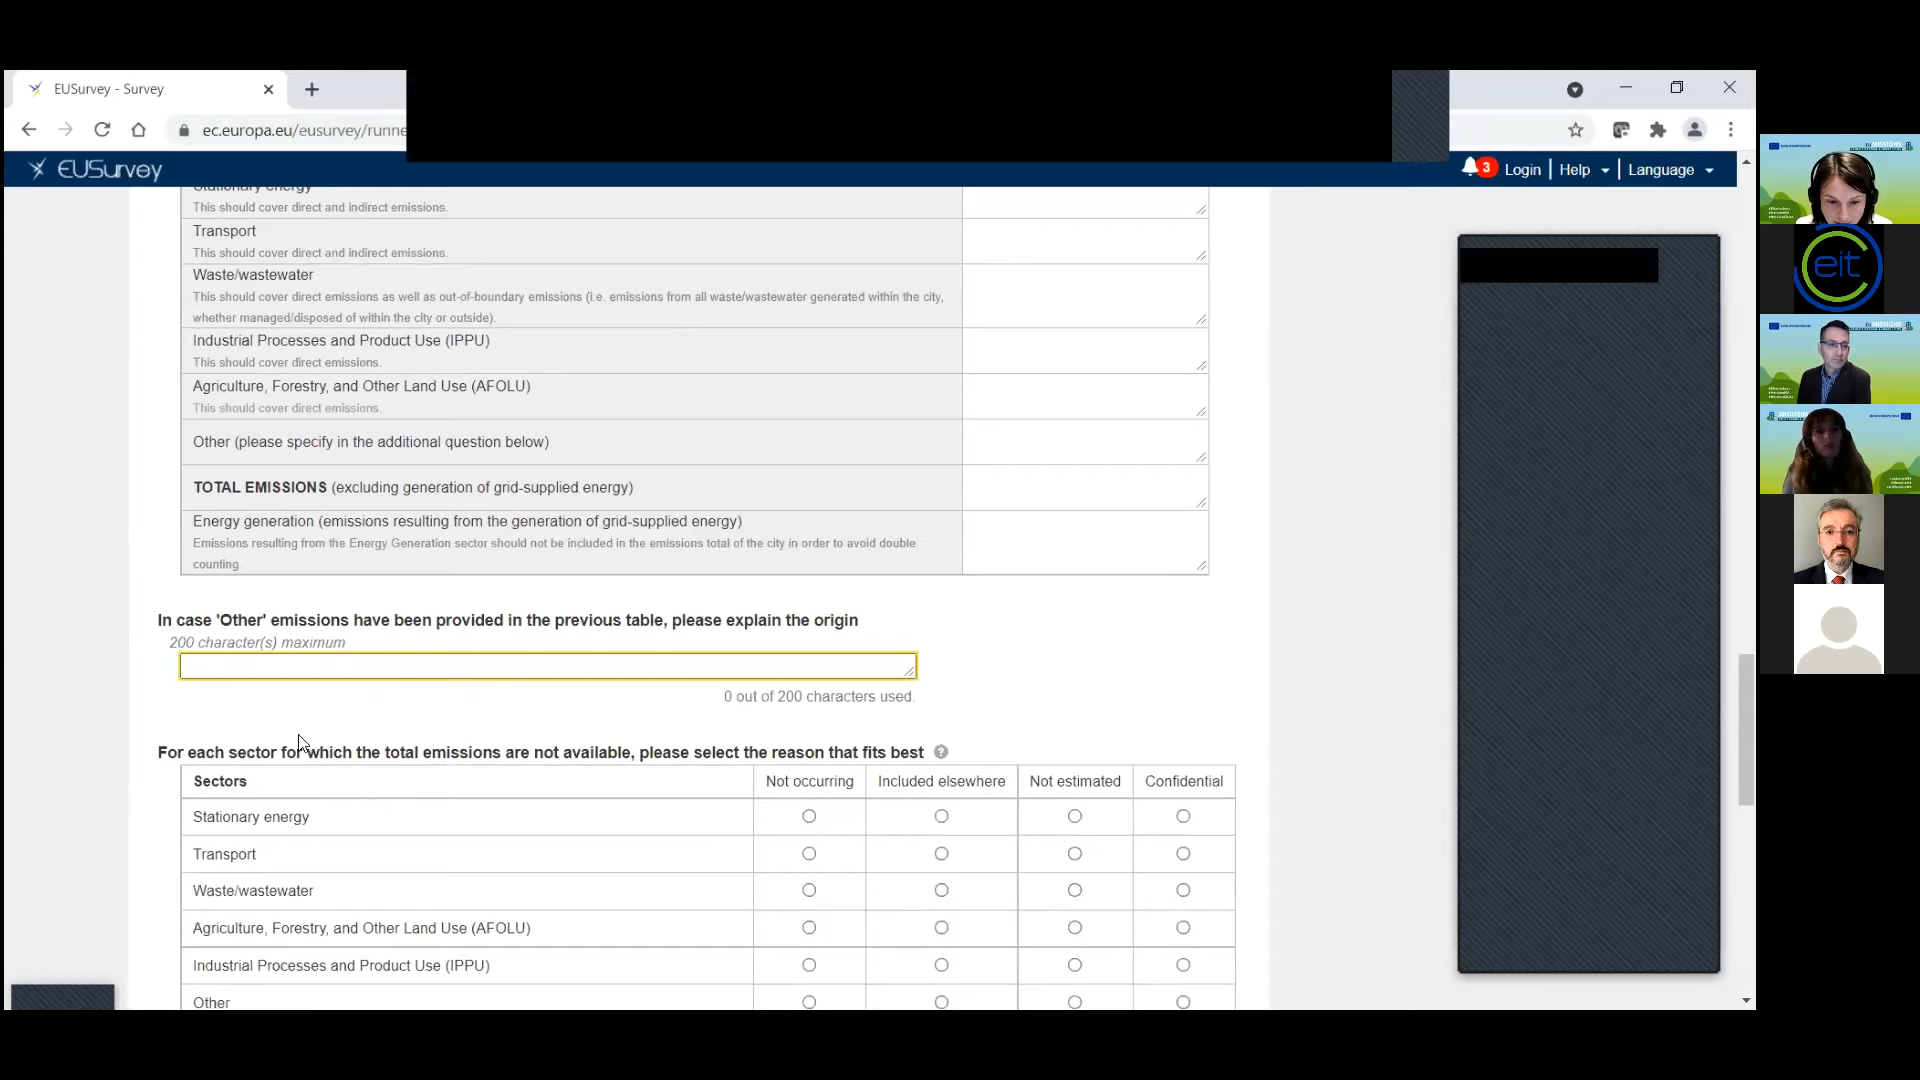 EUSurvey - Survey
ec.europa.eu/eusurvey/runne
EUSurvey
3 Login Help Language
Stationary energy
This should cover direct and indirect emissions.
Transport
This should cover direct and indirect emissions.
Waste/wastewater
This should cover direct emissions as well as out-of-boundary emissions (i.e. emissions from all waste/wastewater generated within the city,
whether managed/disposed of within the city or outside).
Industrial Processes and Product Use (IPPU)
This should cover direct emissions.
Agriculture, Forestry, and Other Land Use (AFOLU)
This should cover direct emissions.
Other (please specify in the additional question below)
TOTAL EMISSIONS (excluding generation of grid-supplied energy)
Energy generation (emissions resulting from the generation of grid-supplied energy)
Emissions resulting from the Energy Generation sector should not be included in the emissions total of the city in order to avoid double
counting.
In case 'Other' emissions have been provided in the previous table, please explain the origin
200 character(s) maximum
0 out of 200 characters used.
For each sector for which the total emissions are not available, please select the reason that fits best ?
Sectors Not occurring Included elsewhere Not estimated Confidential
Stationary energy
Transport
Waste/wastewater
Agriculture, Forestry, and Other Land Use (AFOLU)
Industrial Processes and Product Use (IPPU)
Other
eit